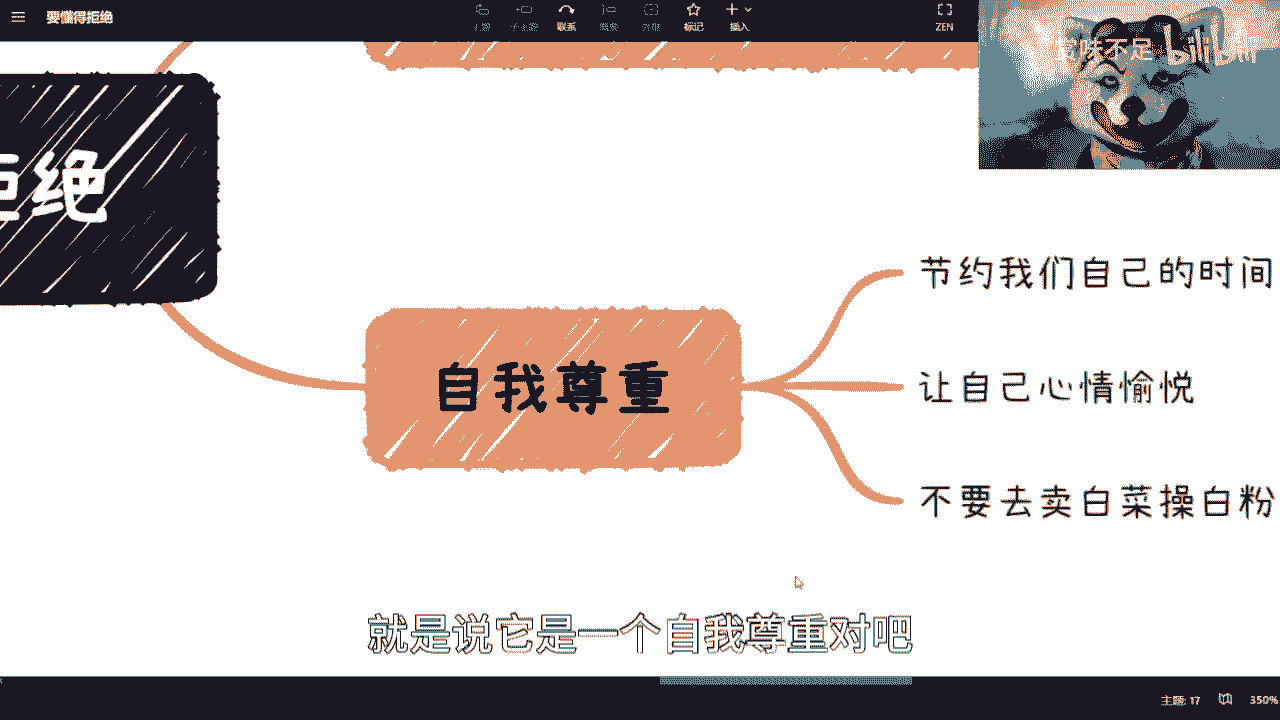 要懂得拒绝
联系
标记
插入
ZEN
味不足 bilibili
拒绝
节约我们自己的时间
自我尊重
让自己心情愉悦
不要去卖白菜操白粉
就是说它是一个自我尊重对吧
主题: 17
350%